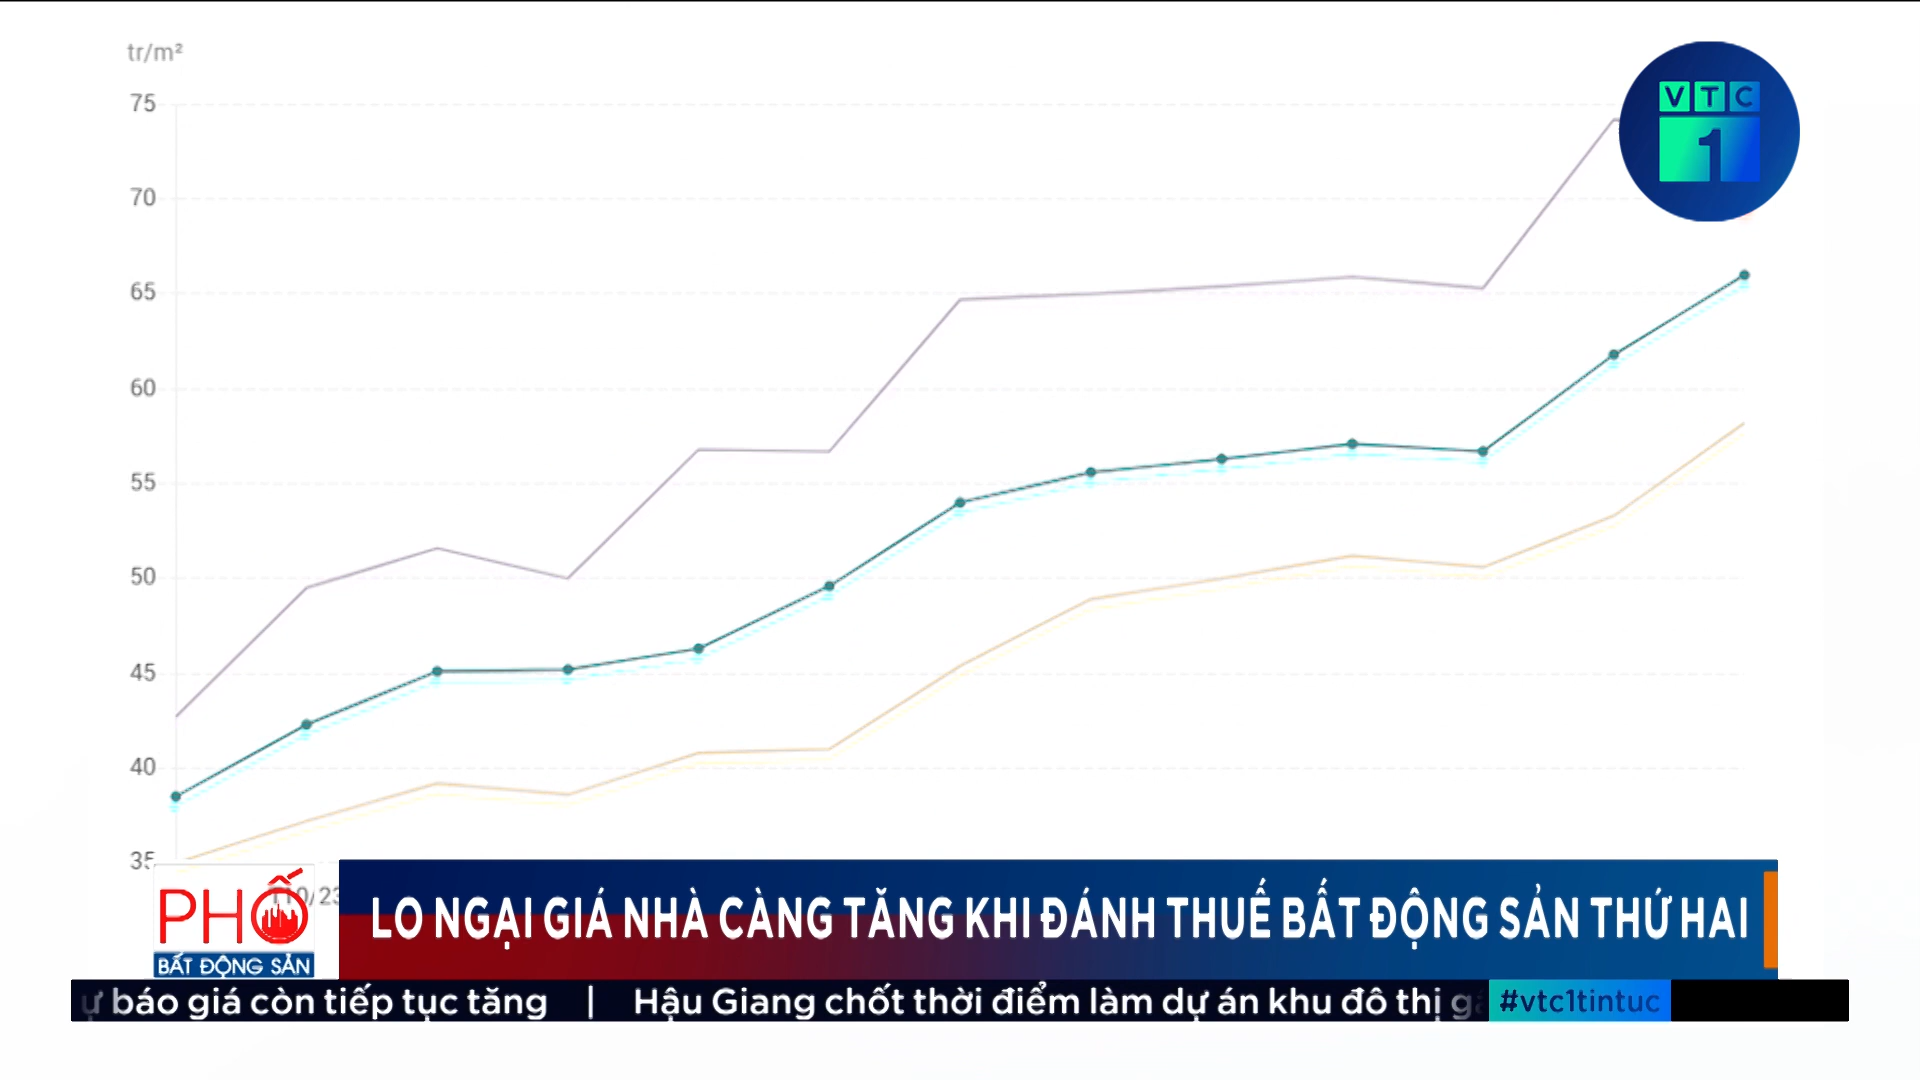 tr/m²
75
70
65
60
55
50
45
40
35
VTC
1
0/23
PHỐ
BẤT ĐỘNG SẢN
LO NGẠI GIÁ NHÀ CÀNG TĂNG KHI ĐÁNH THUẾ BẤT ĐỘNG SẢN THỨ HAI
báo giá còn tiếp tục tăng | Hậu Giang chốt thời điểm làm dự án khu đô thị
#vtc1tintuc